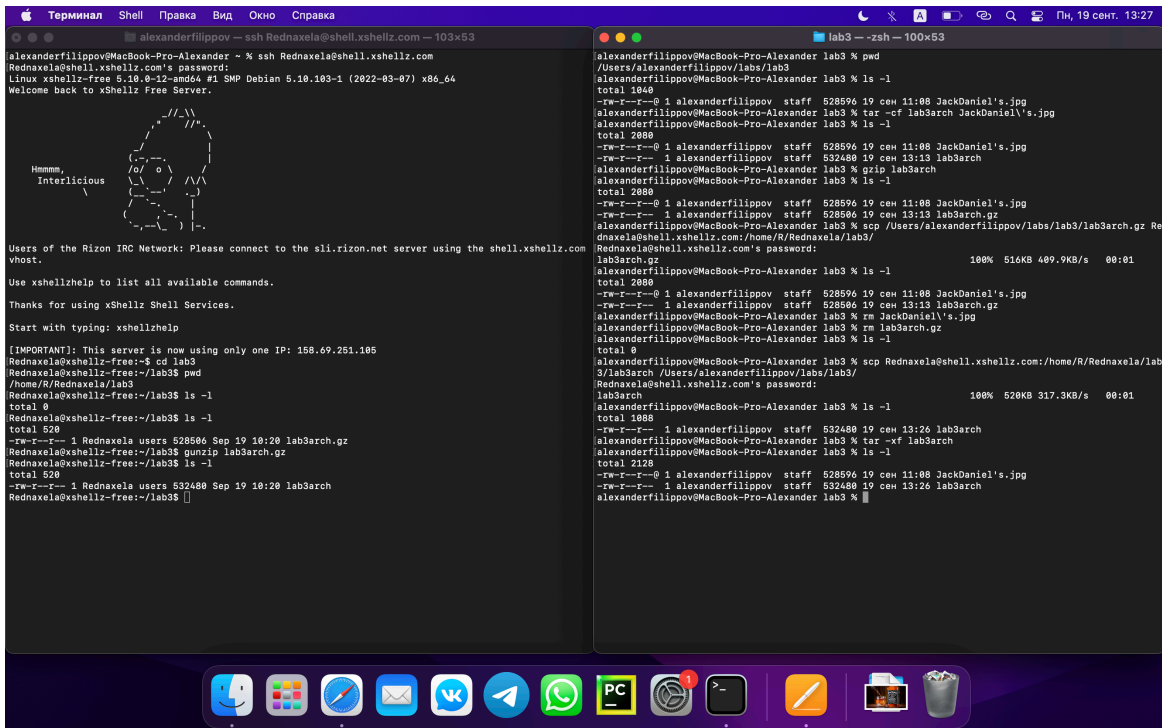 Терминал Shell Правка Вид Окно Справка
A Пн, 19 сент. 13:27
alexanderfilippov — ssh Rednaxela@shell.xshellz.com — 103×53
[alexanderfilippov@MacBook-Pro-Alexander ~ % ssh Rednaxela@shell.xshellz.com
[Rednaxela@shell.xshellz.com's password:
Linux xshellz-free 5.10.0-12-amd64 #1 SMP Debian 5.10.103-1 (2022-03-07) x86_64
Welcome back to xShellz Free Server.
Hmmmm,
Interlicious
Users of the Rizon IRC Network: Please connect to the sli.rizon.net server using the shell.xshellz.com
vhost.
Use xshellzhelp to list all available commands.
Thanks for using xShellz Shell Services.
Start with typing: xshellzhelp
[IMPORTANT]: This server is now using only one IP: 158.69.251.105
[Rednaxela@xshellz-free:~$ cd lab3
[Rednaxela@xshellz-free:~/lab3$ pwd
/home/R/Rednaxela/lab3
[Rednaxela@xshellz-free:~/lab3$ ls -l
total 0
[Rednaxela@xshellz-free:~/lab3$ ls -l
total 520
-rw-r--r-- 1 Rednaxela users 528506 Sep 19 10:20 lab3arch.gz
[Rednaxela@xshellz-free:~/lab3$ gunzip lab3arch.gz
[Rednaxela@xshellz-free:~/lab3$ ls -l
total 520
-rw-r--r-- 1 Rednaxela users 532480 Sep 19 10:20 lab3arch
Rednaxela@xshellz-free:~/lab3$
lab3 — -zsh — 100×53
[alexanderfilippov@MacBook-Pro-Alexander lab3 % pwd
/Users/alexanderfilippov/labs/lab3
[alexanderfilippov@MacBook-Pro-Alexander lab3 % ls -l
total 1040
-rw-r--r--@ 1 alexanderfilippov staff 528596 19 сен 11:08 JackDaniel's.jpg
[alexanderfilippov@MacBook-Pro-Alexander lab3 % tar -cf lab3arch JackDaniel\'s.jpg
[alexanderfilippov@MacBook-Pro-Alexander lab3 % ls -l
total 2080
-rw-r--r--@ 1 alexanderfilippov staff 528596 19 сен 11:08 JackDaniel's.jpg
-rw-r--r-- 1 alexanderfilippov staff 532480 19 сен 13:13 lab3arch
[alexanderfilippov@MacBook-Pro-Alexander lab3 % gzip lab3arch
[alexanderfilippov@MacBook-Pro-Alexander lab3 % ls -l
total 2080
-rw-r--r--@ 1 alexanderfilippov staff 528596 19 сен 11:08 JackDaniel's.jpg
-rw-r--r-- 1 alexanderfilippov staff 528506 19 сен 13:13 lab3arch.gz
[alexanderfilippov@MacBook-Pro-Alexander lab3 % scp /Users/alexanderfilippov/labs/lab3/lab3arch.gz Re
dnaxela@shell.xshellz.com:/home/R/Rednaxela/lab3/
[Rednaxela@shell.xshellz.com's password:
lab3arch.gz 100% 516KB 409.9KB/s 00:01
[alexanderfilippov@MacBook-Pro-Alexander lab3 % ls -l
total 2080
-rw-r--r--@ 1 alexanderfilippov staff 528596 19 сен 11:08 JackDaniel's.jpg
-rw-r--r-- 1 alexanderfilippov staff 528506 19 сен 13:13 lab3arch.gz
[alexanderfilippov@MacBook-Pro-Alexander lab3 % rm JackDaniel\'s.jpg
[alexanderfilippov@MacBook-Pro-Alexander lab3 % rm lab3arch.gz
[alexanderfilippov@MacBook-Pro-Alexander lab3 % ls -l
total 0
[alexanderfilippov@MacBook-Pro-Alexander lab3 % scp Rednaxela@shell.xshellz.com:/home/R/Rednaxela/lab
3/lab3arch /Users/alexanderfilippov/labs/lab3/
[Rednaxela@shell.xshellz.com's password:
lab3arch 100% 520KB 317.3KB/s 00:01
[alexanderfilippov@MacBook-Pro-Alexander lab3 % ls -l
total 1088
-rw-r--r-- 1 alexanderfilippov staff 532480 19 сен 13:26 lab3arch
[alexanderfilippov@MacBook-Pro-Alexander lab3 % tar -xf lab3arch
[alexanderfilippov@MacBook-Pro-Alexander lab3 % ls -l
total 2128
-rw-r--r--@ 1 alexanderfilippov staff 528596 19 сен 11:08 JackDaniel's.jpg
-rw-r--r-- 1 alexanderfilippov staff 532480 19 сен 13:26 lab3arch
alexanderfilippov@MacBook-Pro-Alexander lab3 %
PC
1